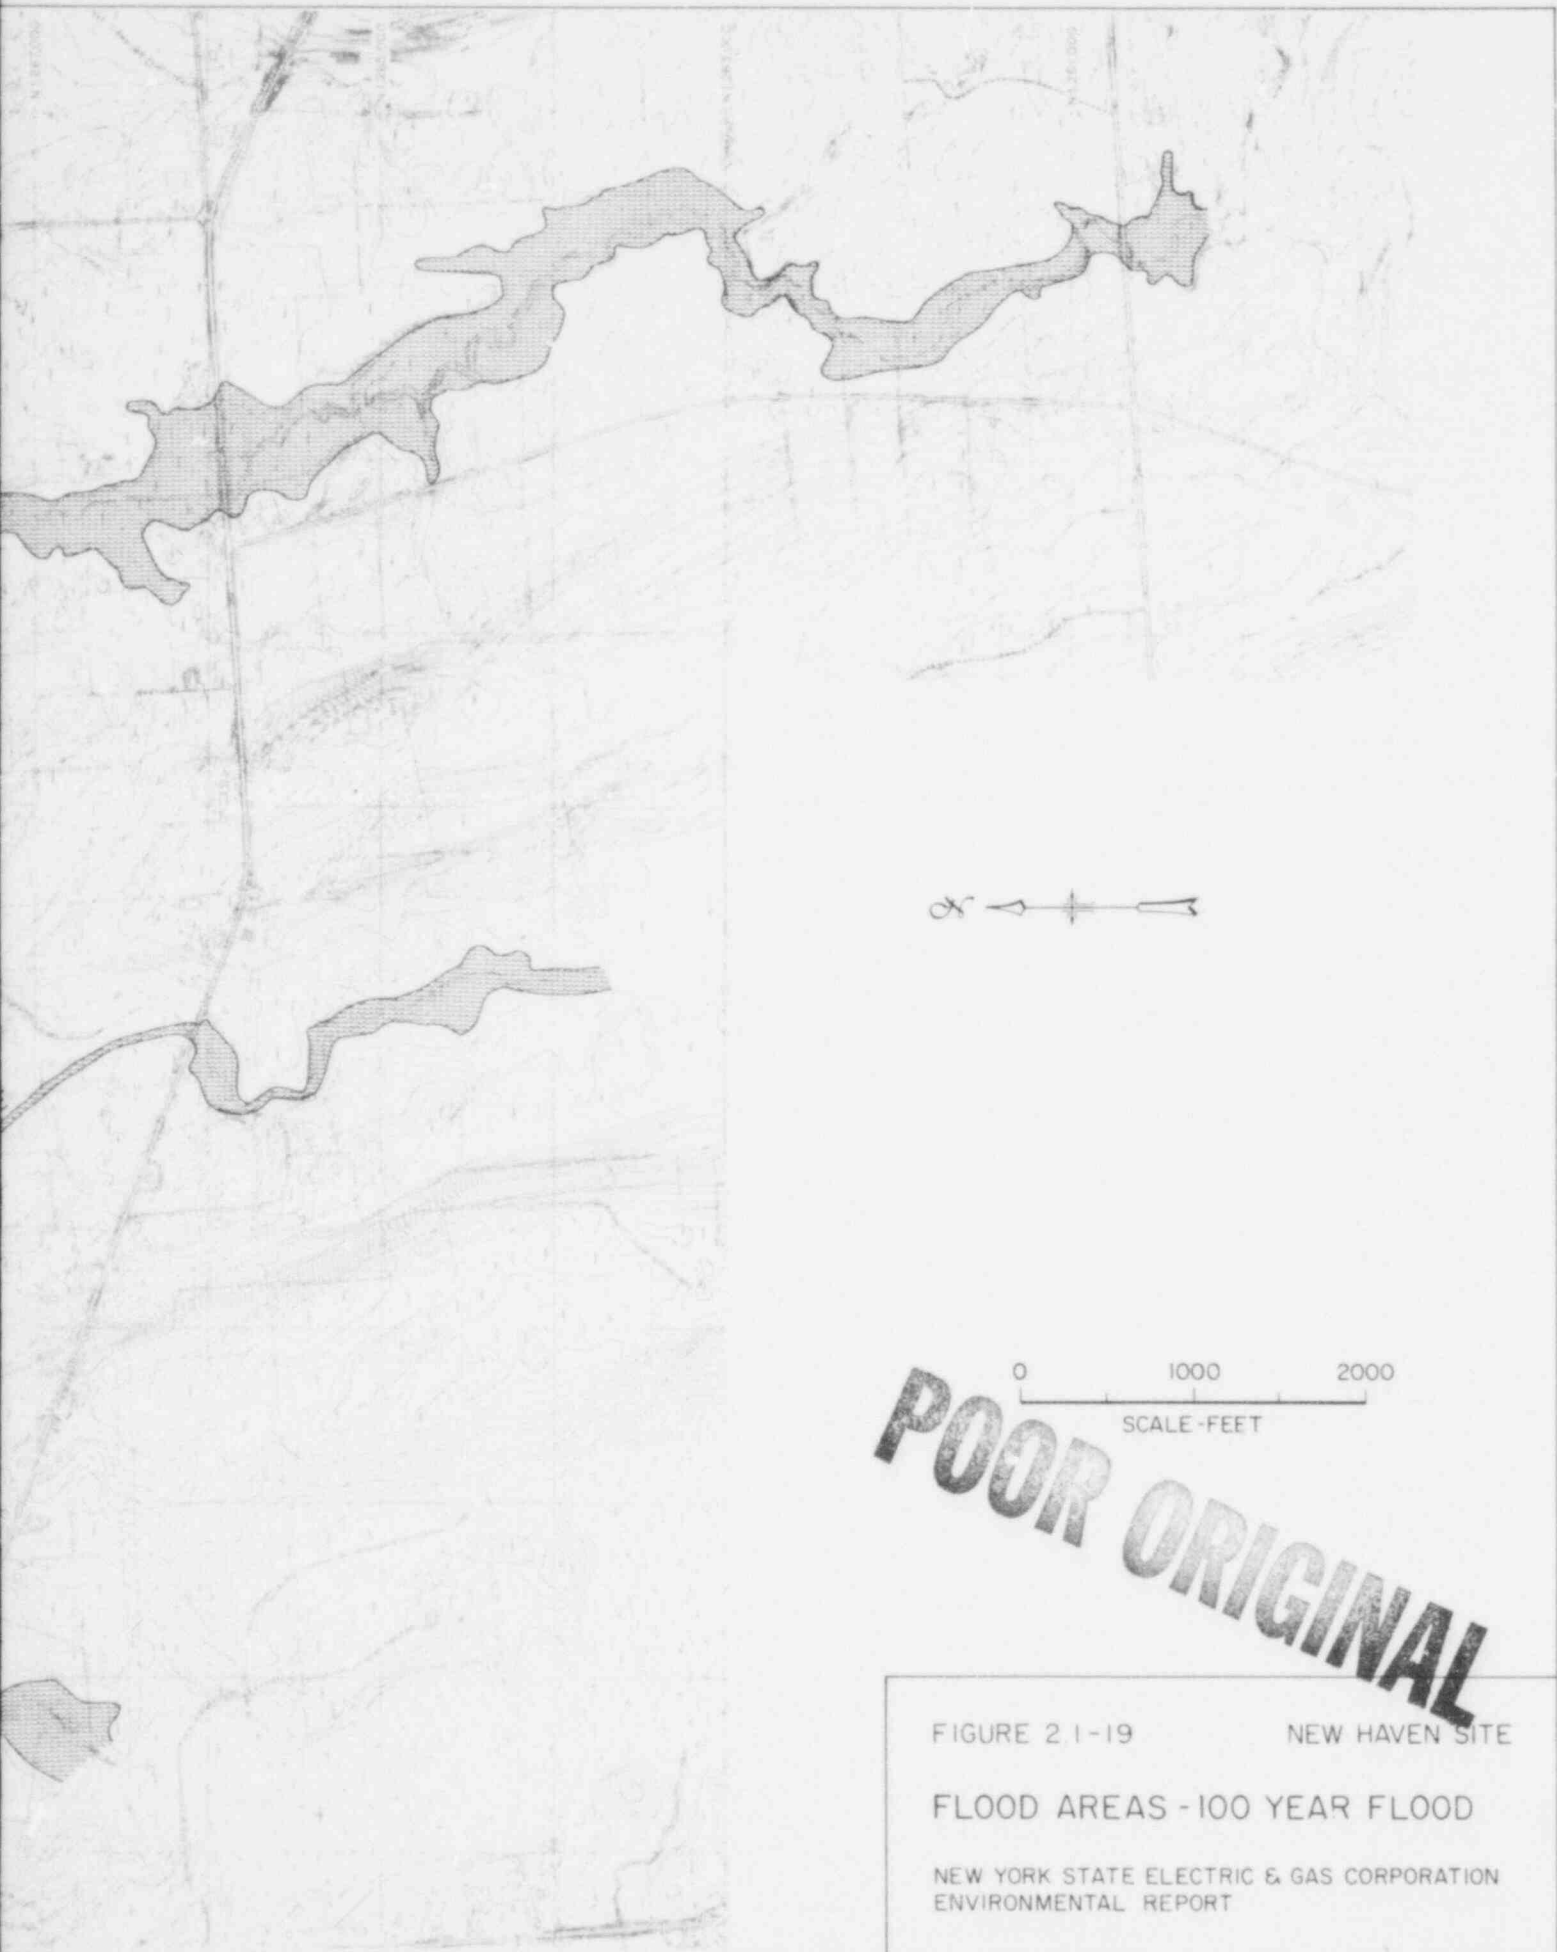 N
0 1000 2000
SCALE-FEET
POOR ORIGINAL
FIGURE 2.1-19 NEW HAVEN SITE
FLOOD AREAS - 100 YEAR FLOOD
NEW YORK STATE ELECTRIC & GAS CORPORATION
ENVIRONMENTAL REPORT